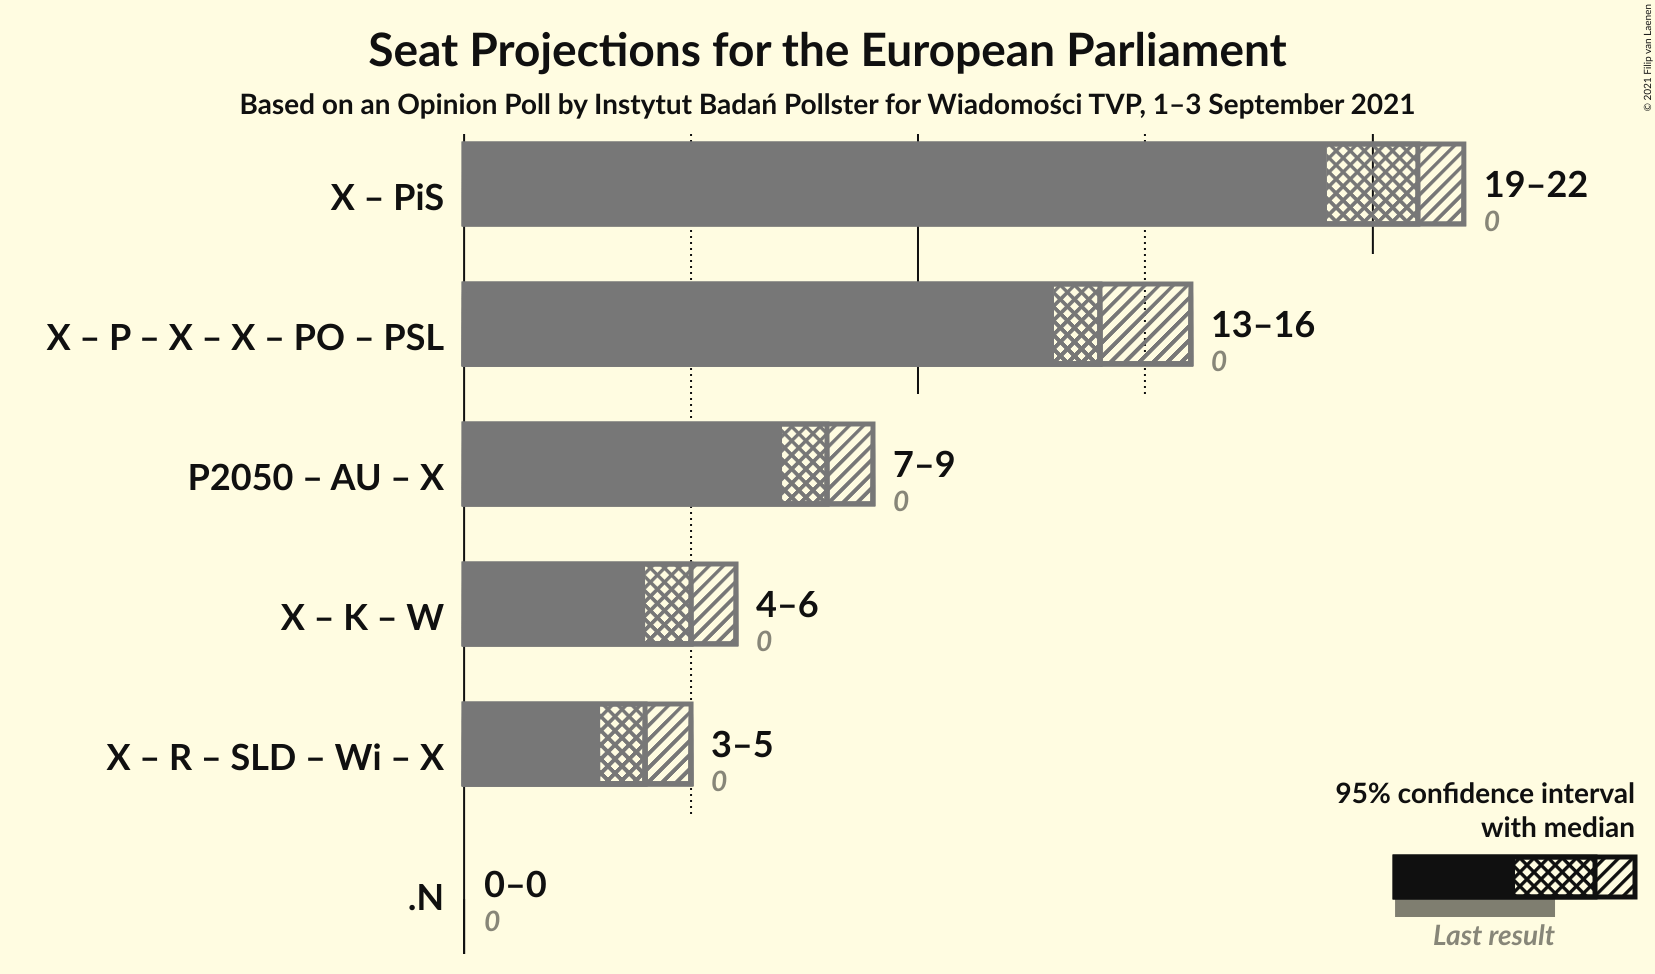 Seat Projections for the European Parliament
Based on an Opinion Poll by Instytut Badań Pollster for Wiadomości TVP, 1–3 September 2021
© 2021 Filip van Laenen
X – PiS
19–22
0
X – P – X – X – PO – PSL
13–16
0
P2050 – AU – X
7–9
0
X – K – W
4–6
0
X – R – SLD – Wi – X
3–5
0
.N
0–0
0
95% confidence interval
with median
Last result